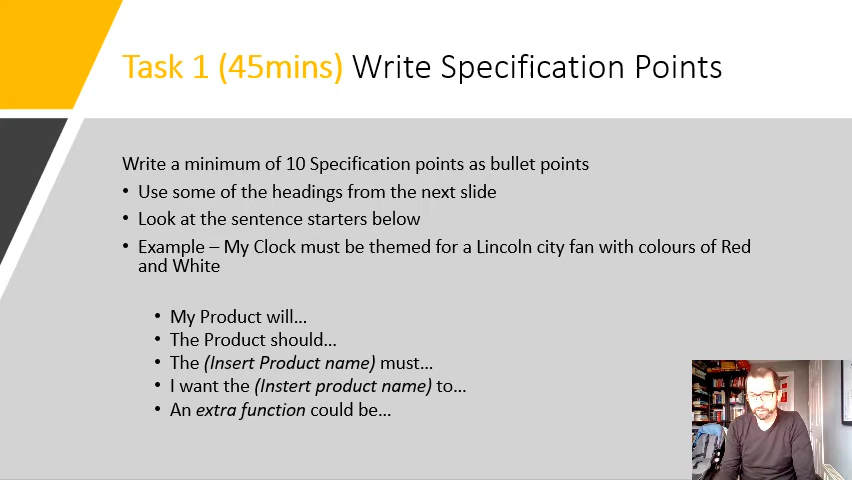 Task 1 (45mins) Write Specification Points
Write a minimum of 10 Specification points as bullet points
• Use some of the headings from the next slide
• Look at the sentence starters below
• Example – My Clock must be themed for a Lincoln city fan with colours of Red
and White
• My Product will...
• The Product should...
• The (Insert Product name) must...
• I want the (Instert product name) to...
• An extra function could be...